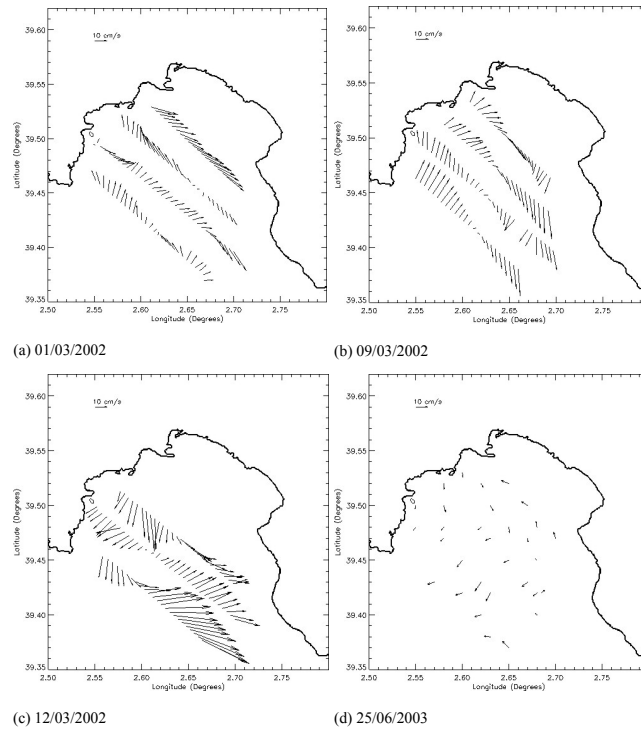 39.60
10 cm/s
39.55
39.50
39.45
39.40
39.35
Latitude (Degrees)
2.50 2.55 2.60 2.65 2.70 2.75 2.80
Longitude (Degrees)
(a) 01/03/2002
39.60
10 cm/s
39.55
39.50
39.45
39.40
39.35
Latitude (Degrees)
2.50 2.55 2.60 2.65 2.70 2.75
Longitude (Degrees)
(b) 09/03/2002
39.60
10 cm/s
39.55
39.50
39.45
39.40
39.35
Latitude (Degrees)
2.50 2.55 2.60 2.65 2.70 2.75 2.80
Longitude (Degrees)
(c) 12/03/2002
39.60
10 cm/s
39.55
39.50
39.45
39.40
39.35
Latitude (Degrees)
2.50 2.55 2.60 2.65 2.70 2.75
Longitude (Degrees)
(d) 25/06/2003